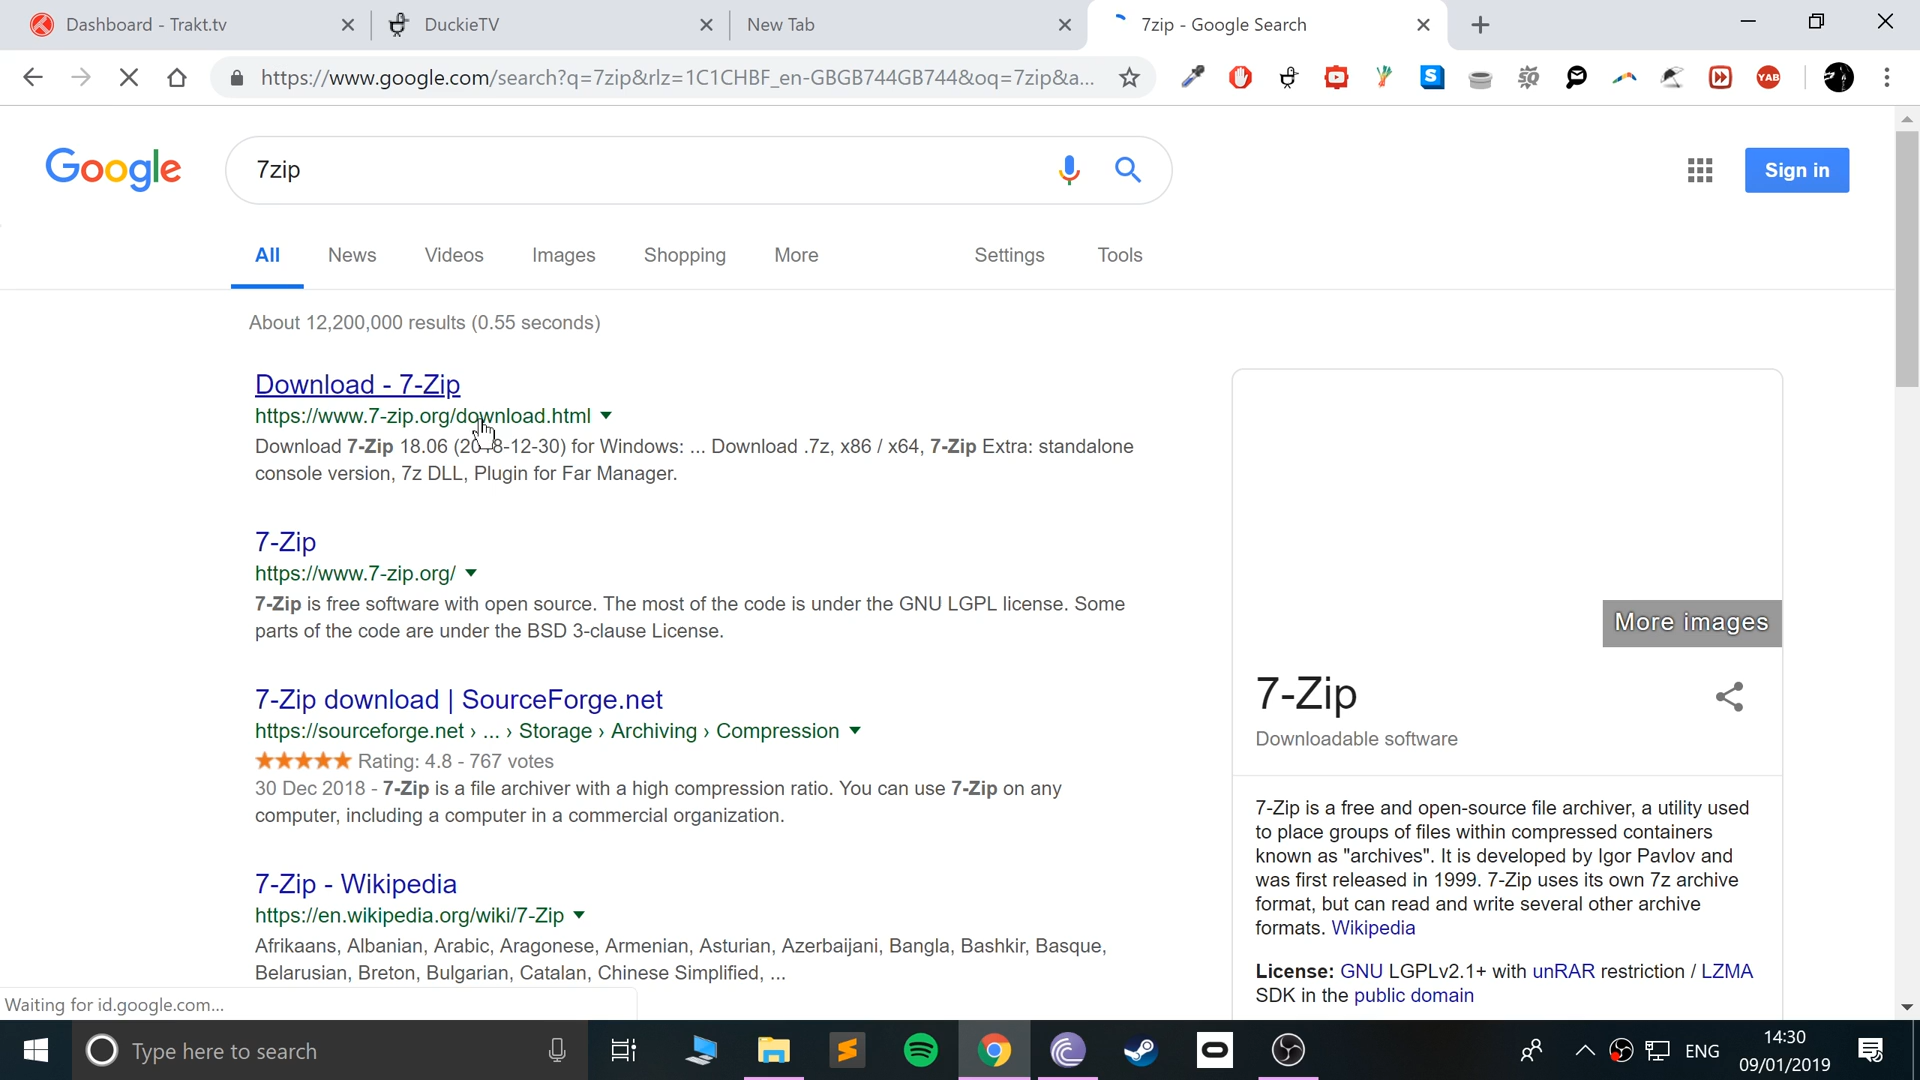 Dashboard - Trakt.tv
DuckieTV
New Tab
7zip - Google Search
https://www.google.com/search?q=7zip&rlz=1C1CHBF_en-GBGB744GB744&oq=7zip&a...
YAB
Google
7zip
Sign in
All
News
Videos
Images
Shopping
More
Settings
Tools
About 12,200,000 results (0.55 seconds)
Download - 7-Zip
https://www.7-zip.org/download.html
Download 7-Zip 18.06 (2018-12-30) for Windows: ... Download .7z, x86 / x64, 7-Zip Extra: standalone
console version, 7z DLL, Plugin for Far Manager.
7-Zip
https://www.7-zip.org/
7-Zip is free software with open source. The most of the code is under the GNU LGPL license. Some
parts of the code are under the BSD 3-clause License.
7-Zip download | SourceForge.net
https://sourceforge.net › ... › Storage › Archiving › Compression
Rating: 4.8 - 767 votes
30 Dec 2018 - 7-Zip is a file archiver with a high compression ratio. You can use 7-Zip on any
computer, including a computer in a commercial organization.
7-Zip - Wikipedia
https://en.wikipedia.org/wiki/7-Zip
Afrikaans, Albanian, Arabic, Aragonese, Armenian, Asturian, Azerbaijani, Bangla, Bashkir, Basque,
Belarusian, Breton, Bulgarian, Catalan, Chinese Simplified, ...
More images
7-Zip
Downloadable software
7-Zip is a free and open-source file archiver, a utility used
to place groups of files within compressed containers
known as "archives". It is developed by Igor Pavlov and
was first released in 1999. 7-Zip uses its own 7z archive
format, but can read and write several other archive
formats. Wikipedia
License: GNU LGPLv2.1+ with unRAR restriction / LZMA
SDK in the public domain
Waiting for id.google.com...
Type here to search
ENG
14:30
09/01/2019